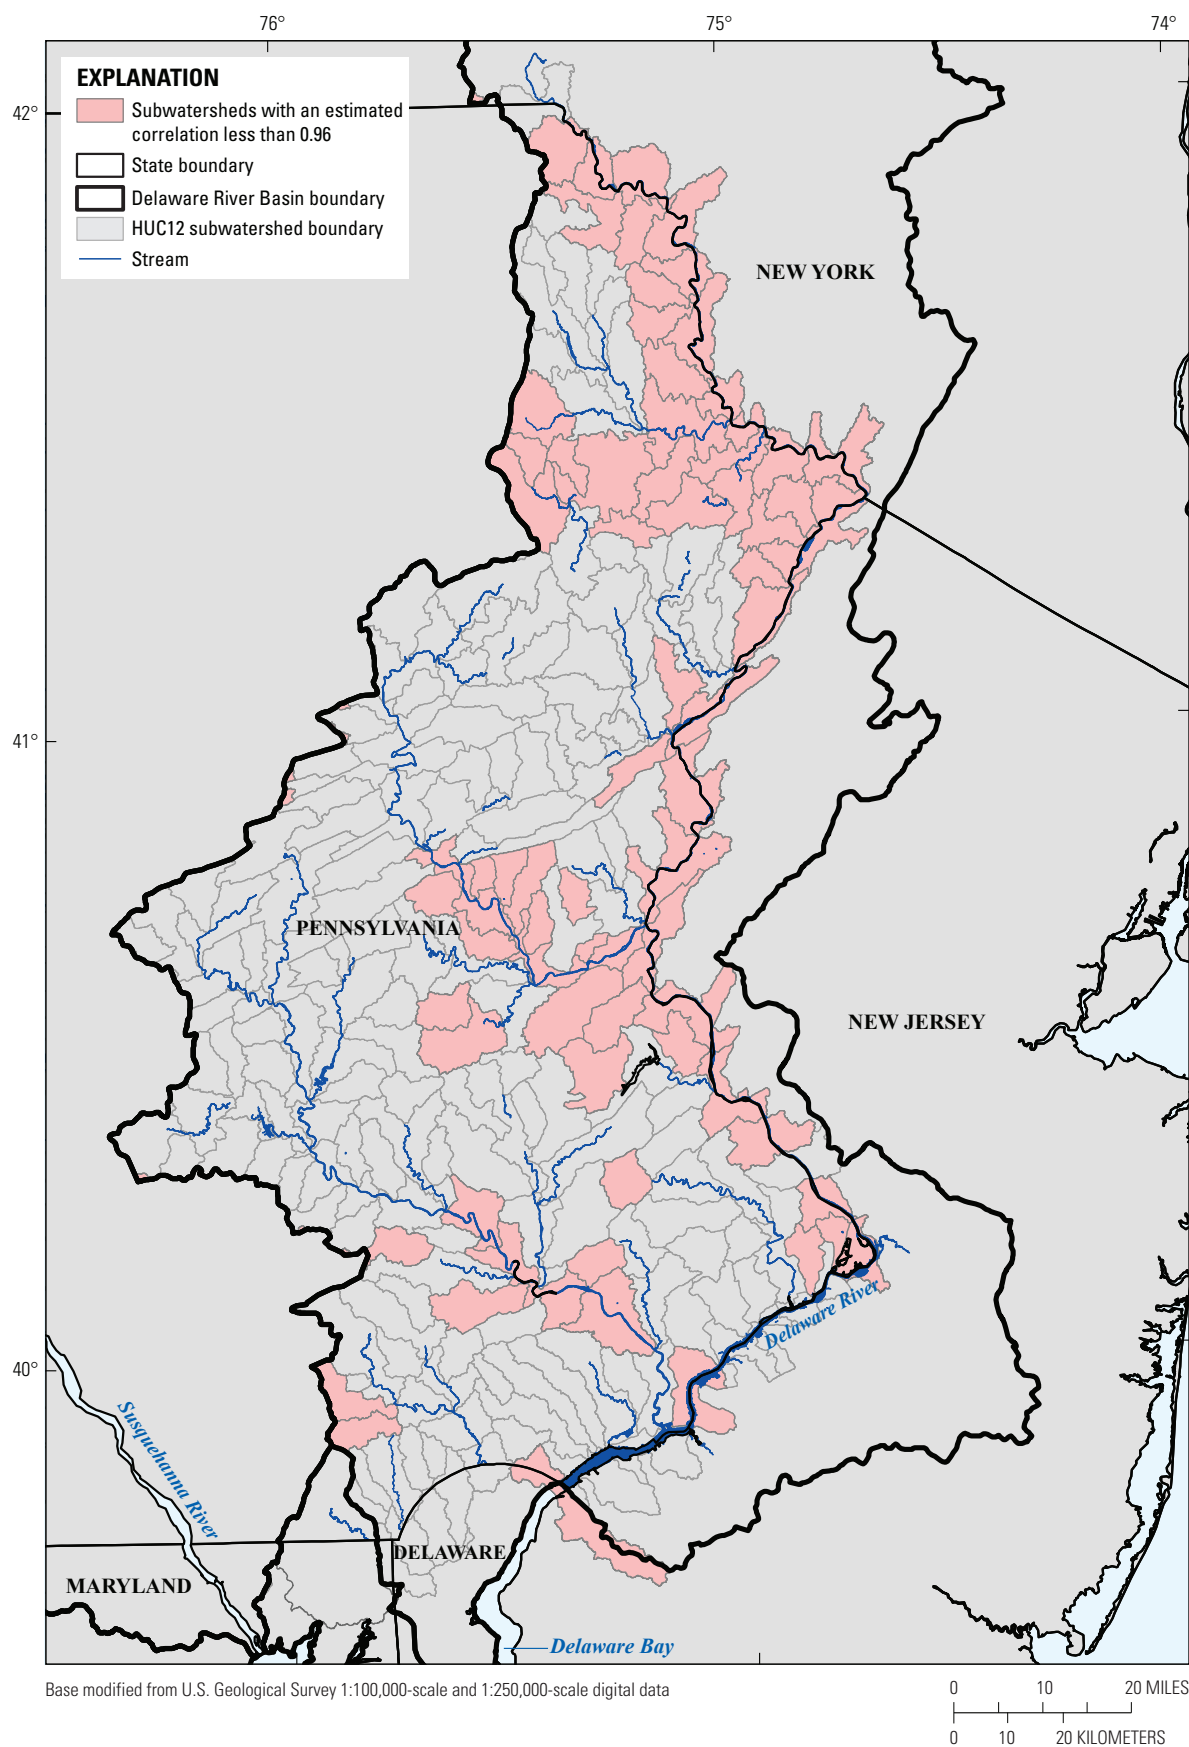 76°
75°
74°
42°
41°
40°
EXPLANATION
Subwatersheds with an estimated
correlation less than 0.96
State boundary
Delaware River Basin boundary
HUC12 subwatershed boundary
Stream
NEW YORK
PENNSYLVANIA
NEW JERSEY
Delaware River
Susquehanna River
DELAWARE
MARYLAND
Delaware Bay
Base modified from U.S. Geological Survey 1:100,000-scale and 1:250,000-scale digital data
0 10 20 MILES
0 10 20 KILOMETERS